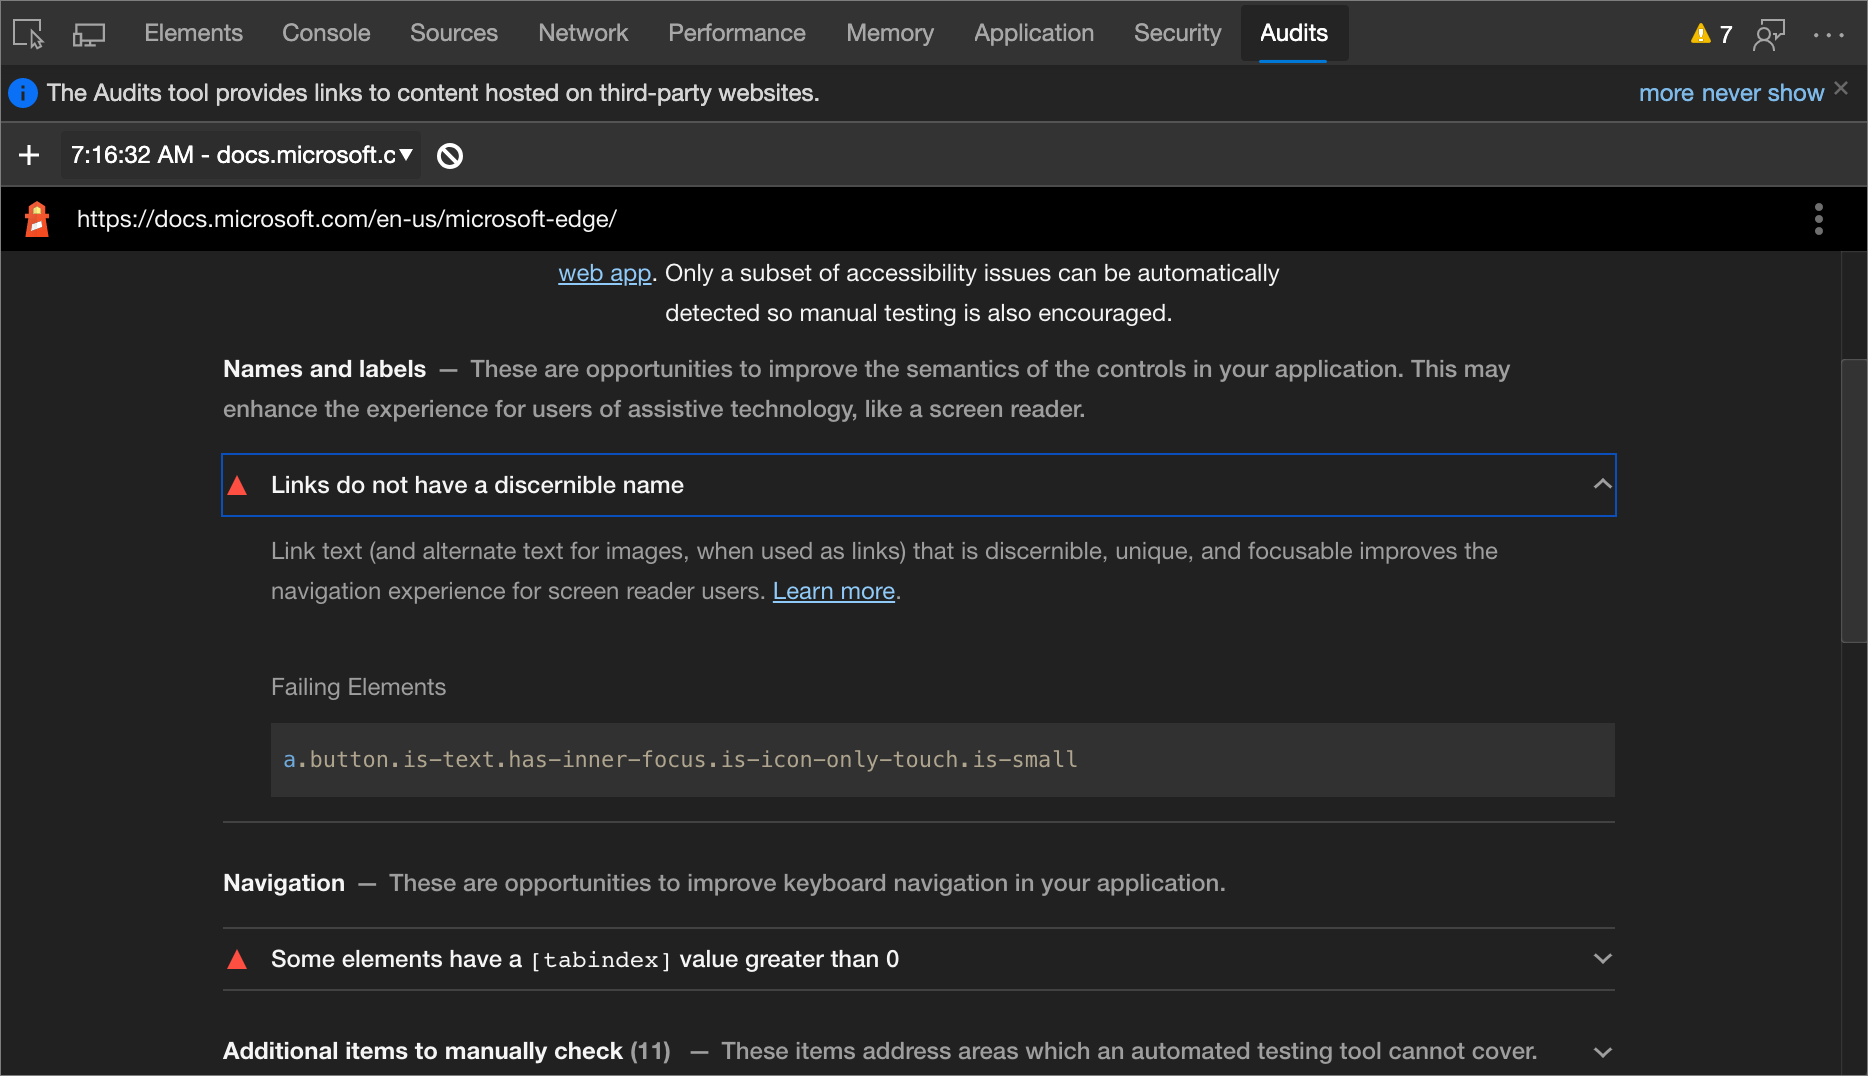 Elements Console Sources Network Performance Memory Application Security Audits 7
The Audits tool provides links to content hosted on third-party websites. more never show
7:16:32 AM - docs.microsoft.c
https://docs.microsoft.com/en-us/microsoft-edge/
web app. Only a subset of accessibility issues can be automatically
detected so manual testing is also encouraged.
Names and labels — These are opportunities to improve the semantics of the controls in your application. This may
enhance the experience for users of assistive technology, like a screen reader.
Links do not have a discernible name
Link text (and alternate text for images, when used as links) that is discernible, unique, and focusable improves the
navigation experience for screen reader users. Learn more.
Failing Elements
a.button.is-text.has-inner-focus.is-icon-only-touch.is-small
Navigation — These are opportunities to improve keyboard navigation in your application.
Some elements have a [tabindex] value greater than 0
Additional items to manually check (11) — These items address areas which an automated testing tool cannot cover.